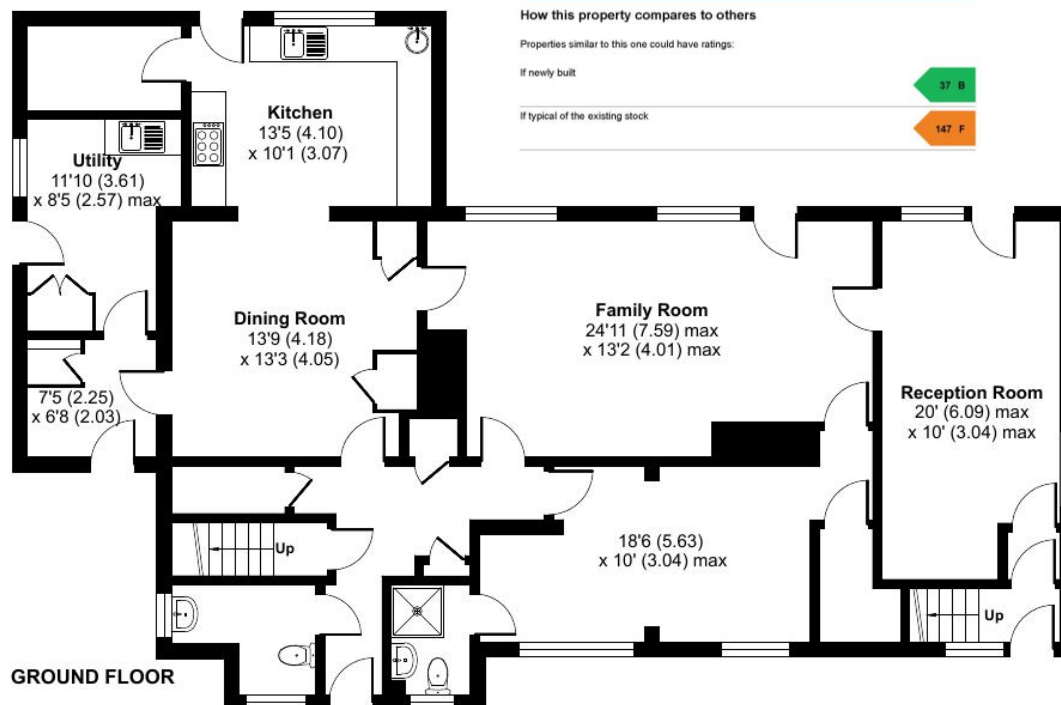 How this property compares to others
Properties similar to this one could have ratings:
If newly built
37 B
If typical of the existing stock
147 F
Kitchen
13'5 (4.10)
x 10'1 (3.07)
Utility
11'10 (3.61)
x 8'5 (2.57) max
Dining Room
13'9 (4.18)
x 13'3 (4.05)
Family Room
24'11 (7.59) max
x 13'2 (4.01) max
Reception Room
20' (6.09) max
x 10' (3.04) max
7'5 (2.25)
x 6'8 (2.03)
Up
18'6 (5.63)
x 10' (3.04) max
Up
GROUND FLOOR